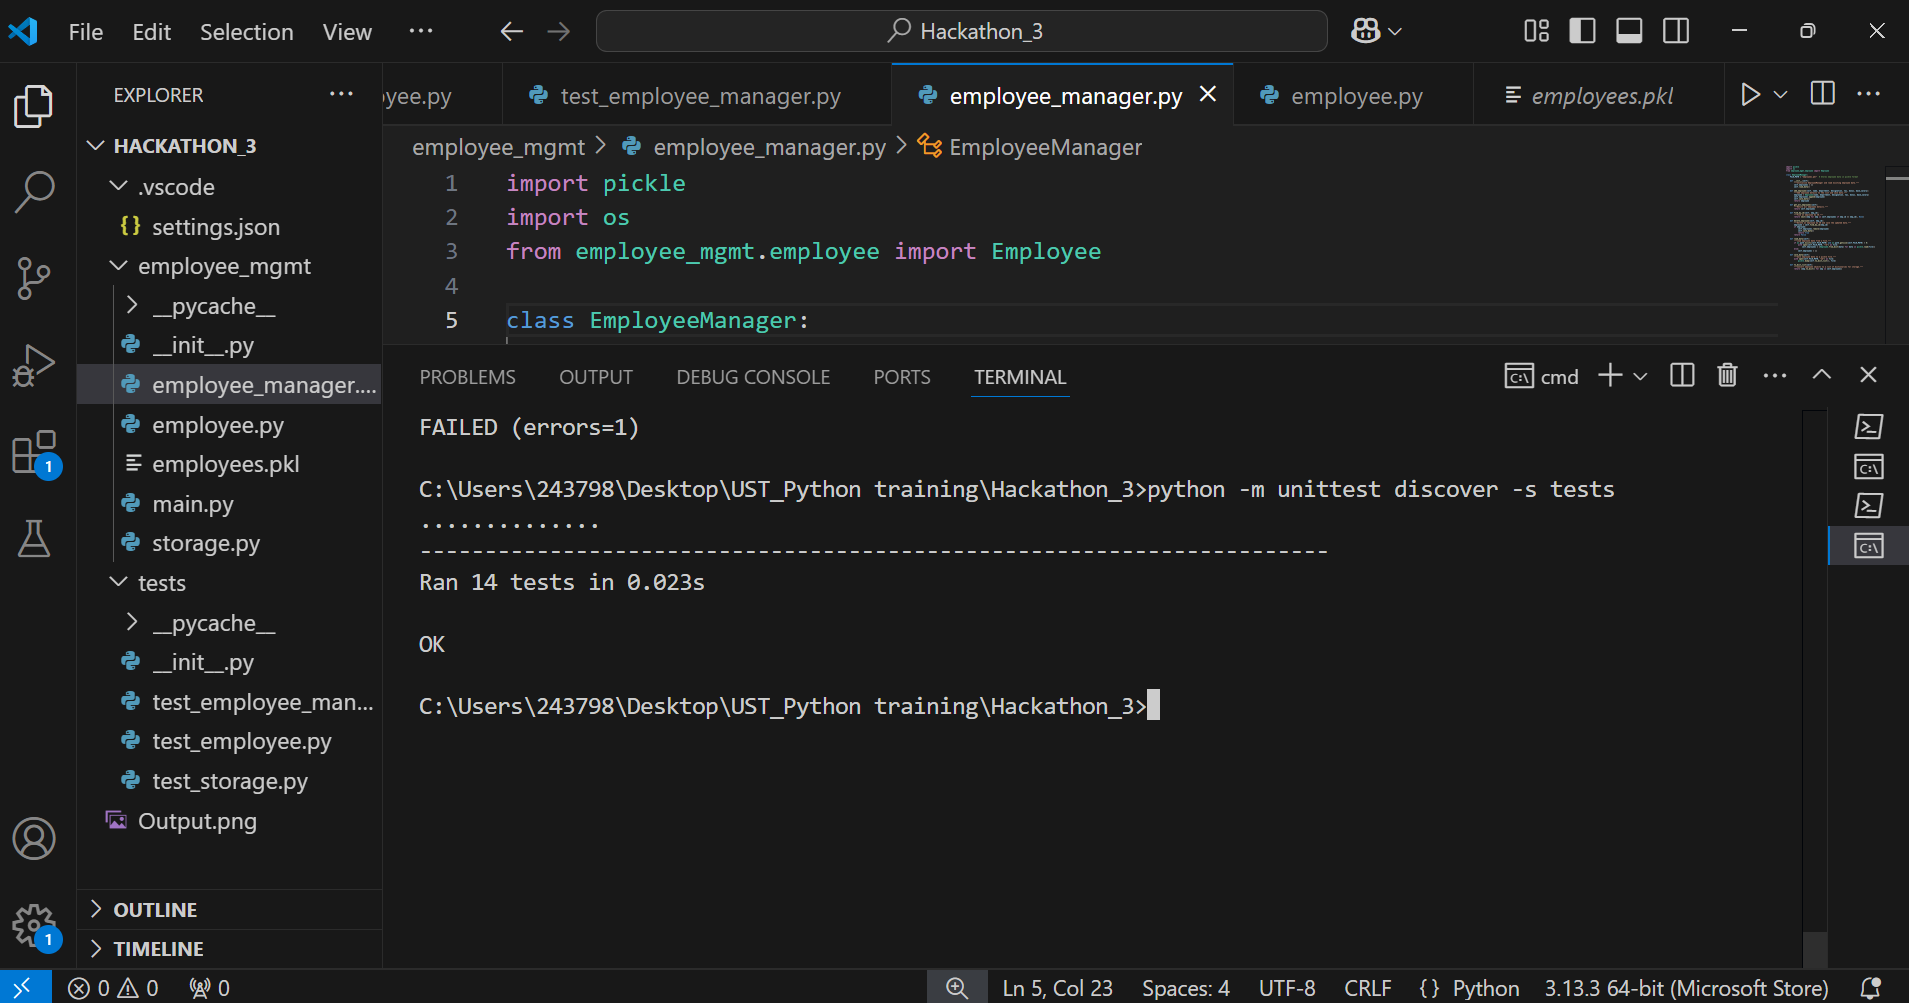 File Edit Selection View ···
Hackathon_3
EXPLORER ···
HACKATHON_3
.vscode
{} settings.json
employee_mgmt
__pycache__
__init__.py
employee_manager....
employee.py
employees.pkl
main.py
storage.py
tests
__pycache__
__init__.py
test_employee_man...
test_employee.py
test_storage.py
Output.png
OUTLINE
TIMELINE
1
1
yee.py test_employee_manager.py employee_manager.py employee.py employees.pkl ···
employee_mgmt > employee_manager.py > EmployeeManager
1 import pickle
2 import os
3 from employee_mgmt.employee import Employee
4
5 class EmployeeManager:
PROBLEMS OUTPUT DEBUG CONSOLE PORTS TERMINAL cmd ···
FAILED (errors=1)
C:\Users\243798\Desktop\UST_Python training\Hackathon_3>python -m unittest discover -s tests
..............
----------------------------------------------------------------------
Ran 14 tests in 0.023s
OK
C:\Users\243798\Desktop\UST_Python training\Hackathon_3>
0 0 0 Ln 5, Col 23 Spaces: 4 UTF-8 CRLF {} Python 3.13.3 64-bit (Microsoft Store)